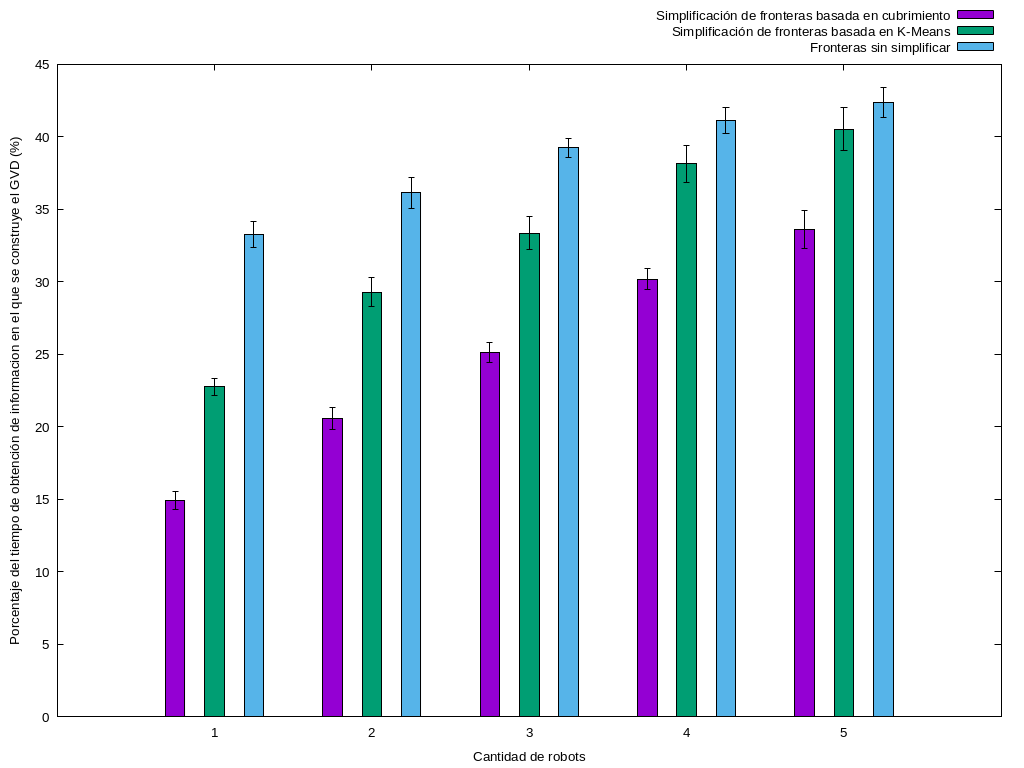 Simplificación de fronteras basada en cubrimiento
Simplificación de fronteras basada en K-Means
Fronteras sin simplificar
45
40
35
30
25
20
15
10
5
0
Porcentaje del tiempo de obtención de informacion en el que se construye el GVD (%)
1 2 3 4 5
Cantidad de robots